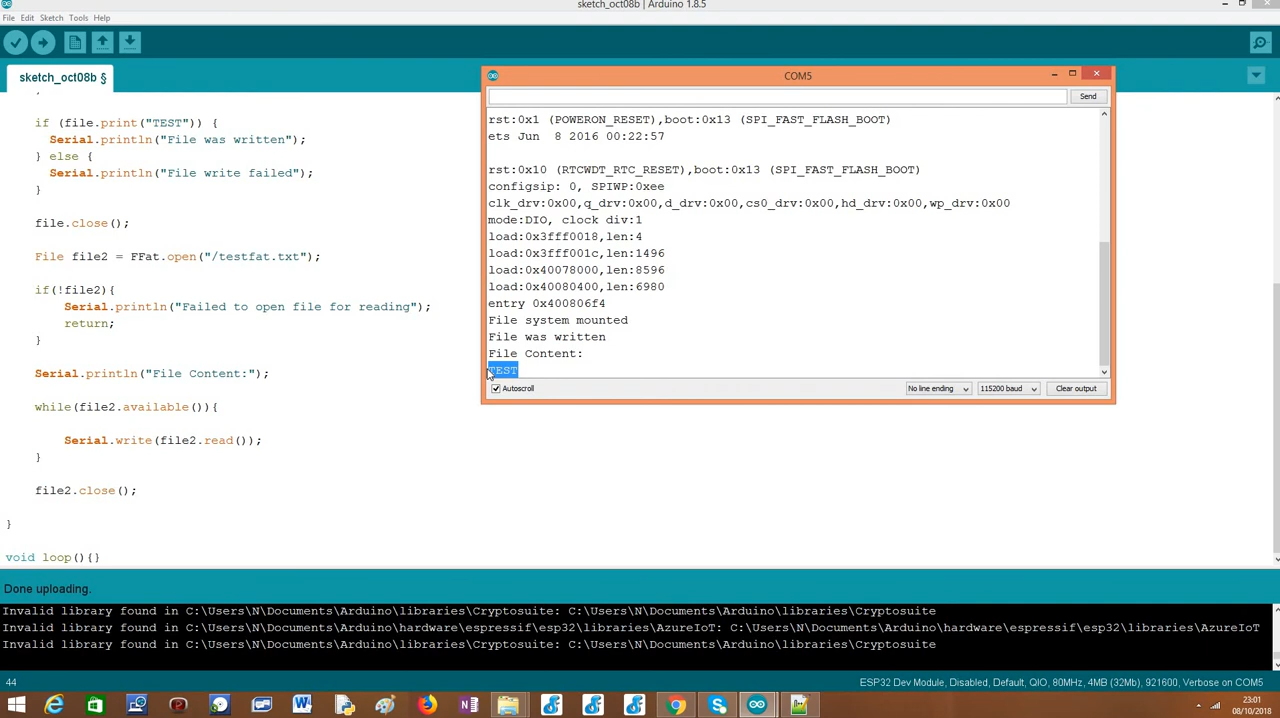 sketch_oct08b | Arduino 1.8.5
File Edit Sketch Tools Help
sketch_oct08b §
}
if (file.print("TEST")) {
Serial.println("File was written");
} else {
Serial.println("File write failed");
}
file.close();
File file2 = FFat.open("/testfat.txt");
if(!file2){
Serial.println("Failed to open file for reading");
return;
}
Serial.println("File Content:");
while(file2.available()){
Serial.write(file2.read());
}
file2.close();
}
void loop(){}
COM5
Send
rst:0x1 (POWERON_RESET),boot:0x13 (SPI_FAST_FLASH_BOOT)
ets Jun  8 2016 00:22:57
rst:0x10 (RTCWDT_RTC_RESET),boot:0x13 (SPI_FAST_FLASH_BOOT)
configsip: 0, SPIWP:0xee
clk_drv:0x00,q_drv:0x00,d_drv:0x00,cs0_drv:0x00,hd_drv:0x00,wp_drv:0x00
mode:DIO, clock div:1
load:0x3fff0018,len:4
load:0x3fff001c,len:1496
load:0x40078000,len:8596
load:0x40080400,len:6980
entry 0x400806f4
File system mounted
File was written
File Content:
TEST
Autoscroll No line ending 115200 baud Clear output
Done uploading.
Invalid library found in C:\Users\N\Documents\Arduino\libraries\Cryptosuite: C:\Users\N\Documents\Arduino\libraries\Cryptosuite
Invalid library found in C:\Users\N\Documents\Arduino\hardware\espressif\esp32\libraries\AzureIoT: C:\Users\N\Documents\Arduino\hardware\espressif\esp32\libraries\AzureIoT
Invalid library found in C:\Users\N\Documents\Arduino\libraries\Cryptosuite: C:\Users\N\Documents\Arduino\libraries\Cryptosuite
44 ESP32 Dev Module, Disabled, Default, QIO, 80MHz, 4MB (32Mb), 921600, Verbose on COM5
23:01
08/10/2018